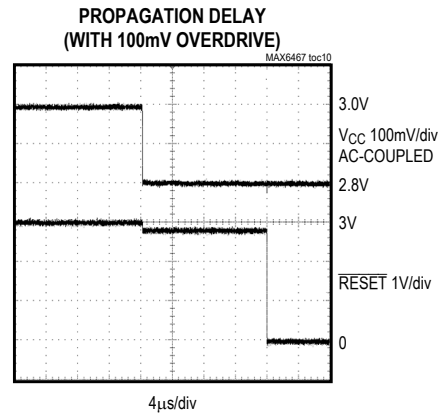 PROPAGATION DELAY
(WITH 100mV OVERDRIVE)
MAX6467 toc10
3.0V
VCC 100mV/div
AC-COUPLED
2.8V
3V
RESET 1V/div
0
4μs/div